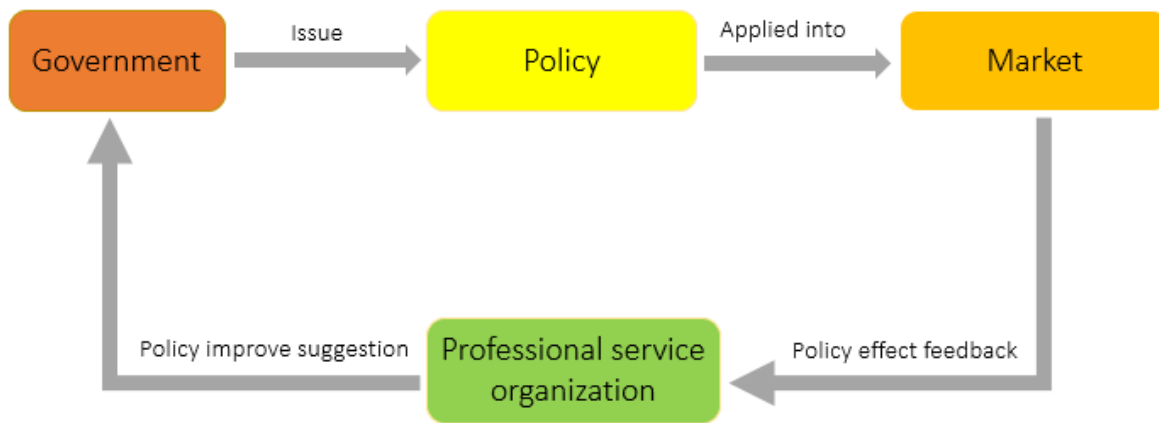 Issue
Applied into
Government
Policy
Market
Policy improve suggestion
Professional service
organization
Policy effect feedback